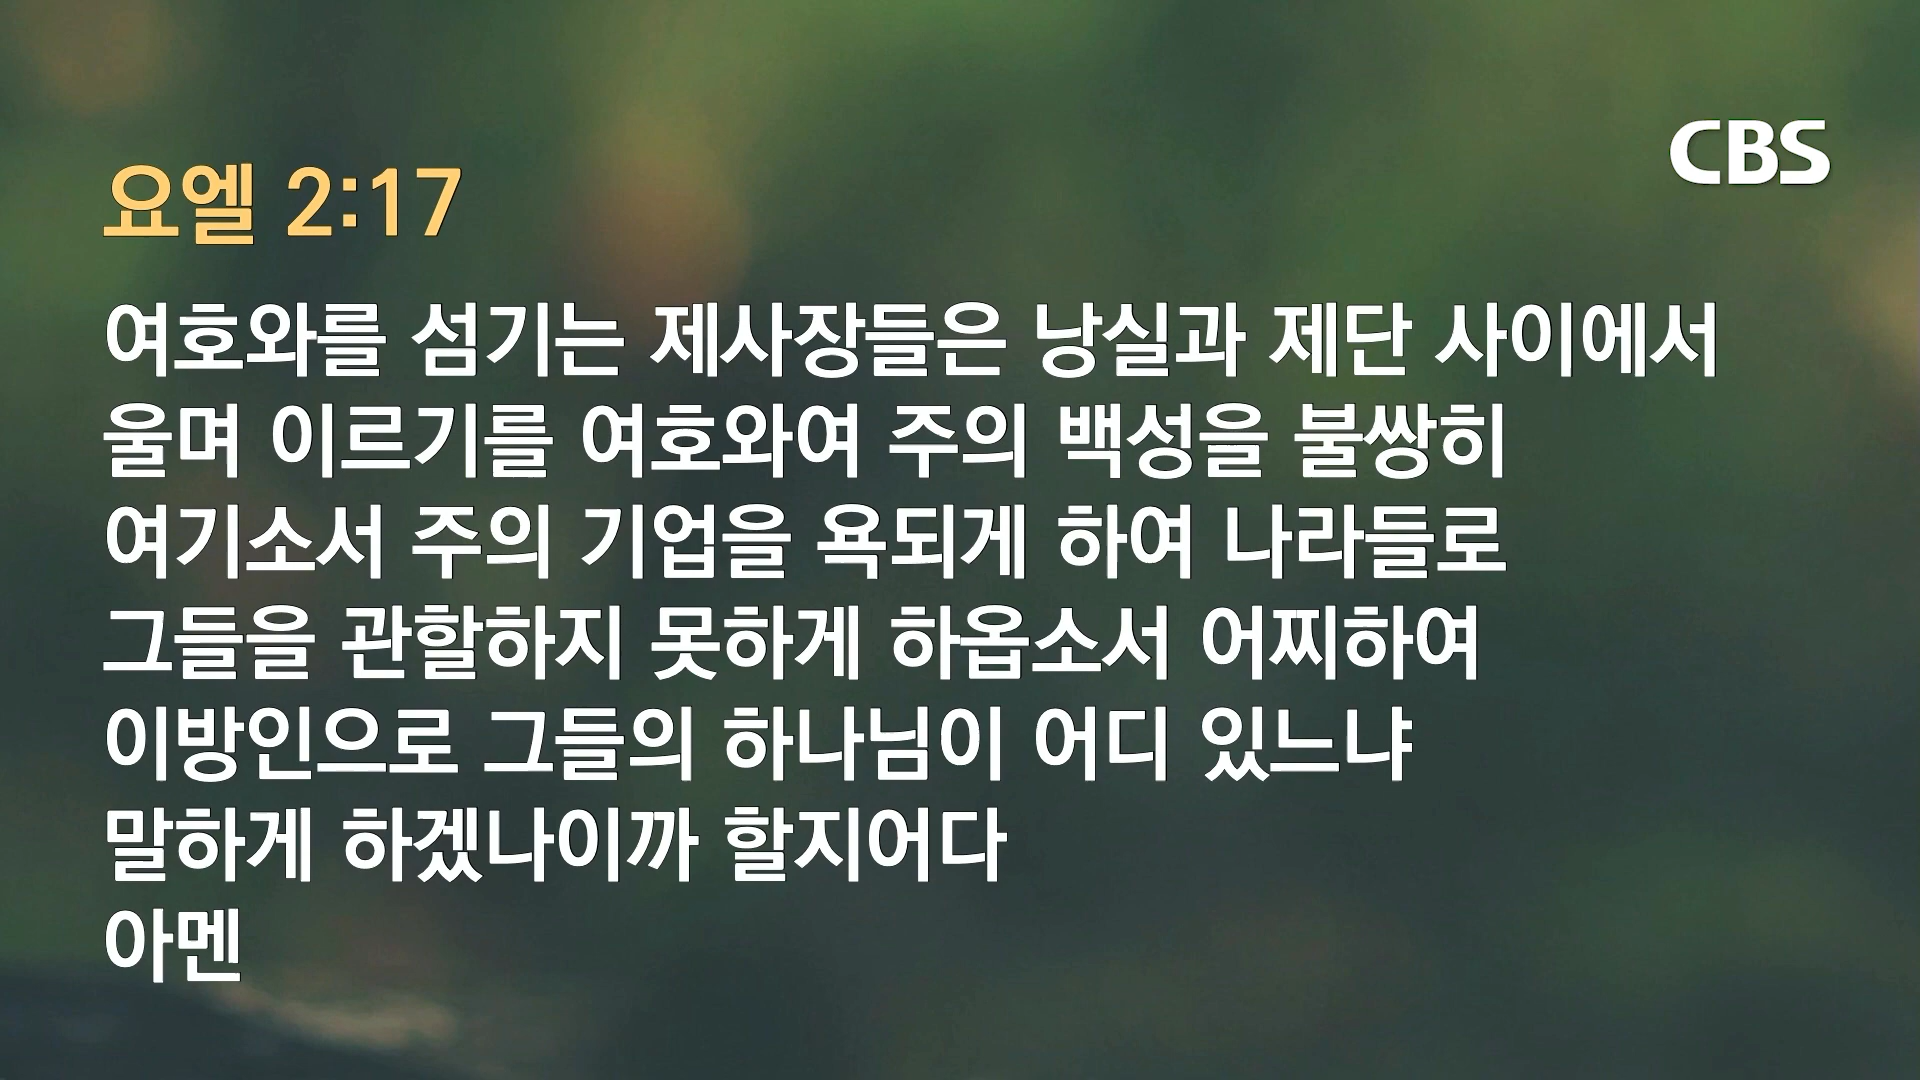 CBS
요엘 2:17
여호와를 섬기는 제사장들은 낭실과 제단 사이에서
울며 이르기를 여호와여 주의 백성을 불쌍히
여기소서 주의 기업을 욕되게 하여 나라들로
그들을 관할하지 못하게 하옵소서 어찌하여
이방인으로 그들의 하나님이 어디 있느냐
말하게 하겠나이까 할지어다
아멘